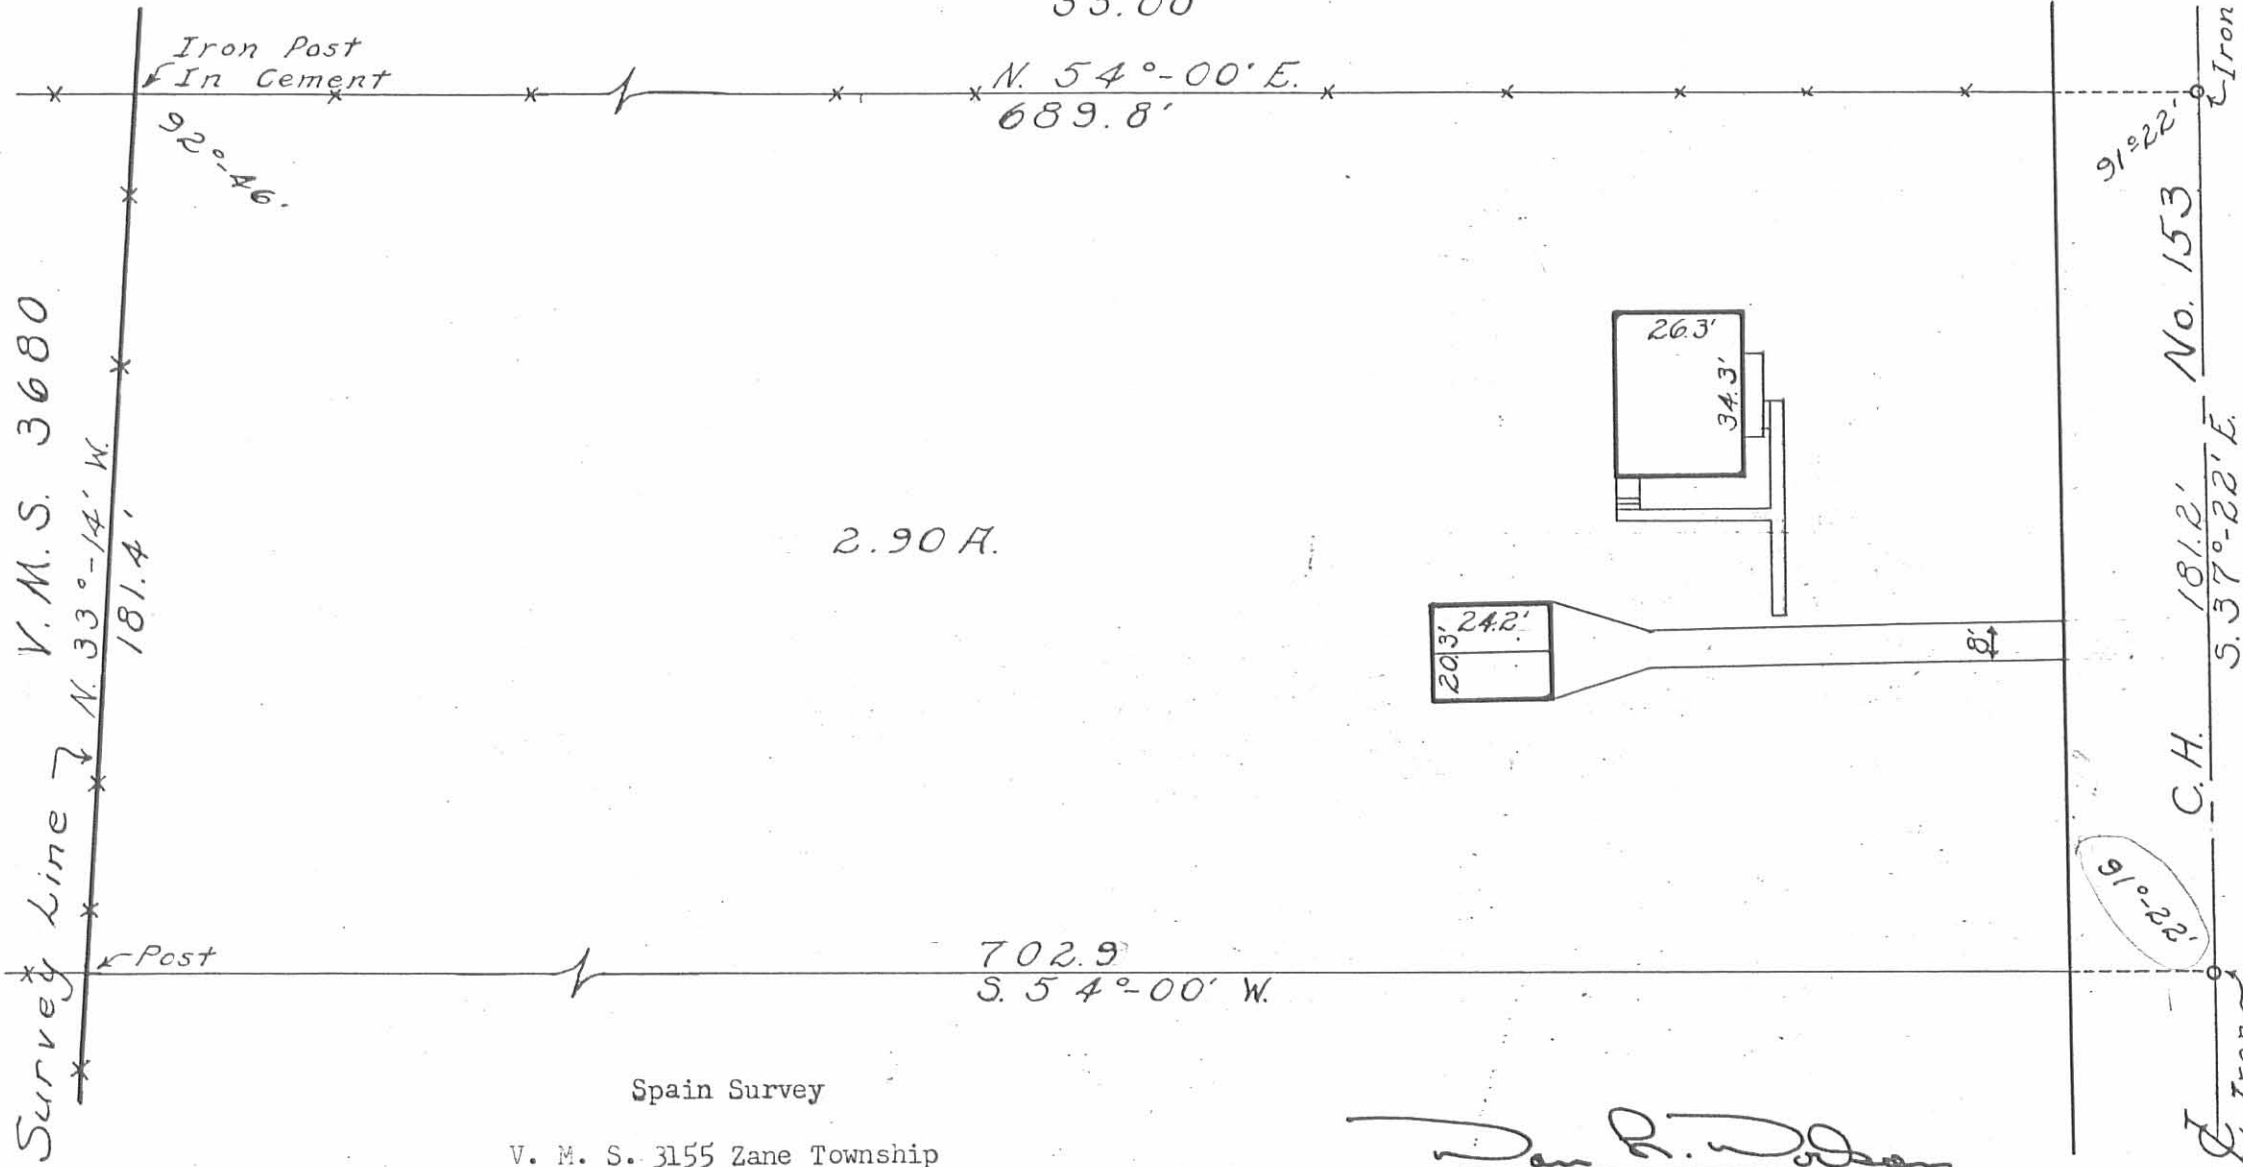 33.00
Iron Post
In Cement
N. 54°-00' E.
689.8'
Iron
92°-46.
91°22'
V.M.S. 3680
N. 33°-14' W.
181.4'
Survey Line
26.3'
34.3'
2.90 A.
24.2'
20.3'
8'
C.H. No. 153
181.2'
S. 37°-22' E.
91°-22'
Post
702.9
S. 54°-00' W.
Iron
Spain Survey
V. M. S. 3155 Zane Township